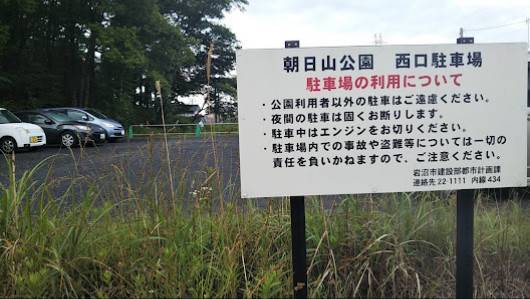 朝日山公園 西口駐車場
駐車場の利用について
・公園利用者以外の駐車はご遠慮ください。
・夜間の駐車は固くお断りします。
・駐車中はエンジンをお切りください。
・駐車場内での事故や盗難等については一切の
責任を負いかねますので、ご注意ください。
岩沼市建設部都市計画課
連絡先 22-1111 内線 434